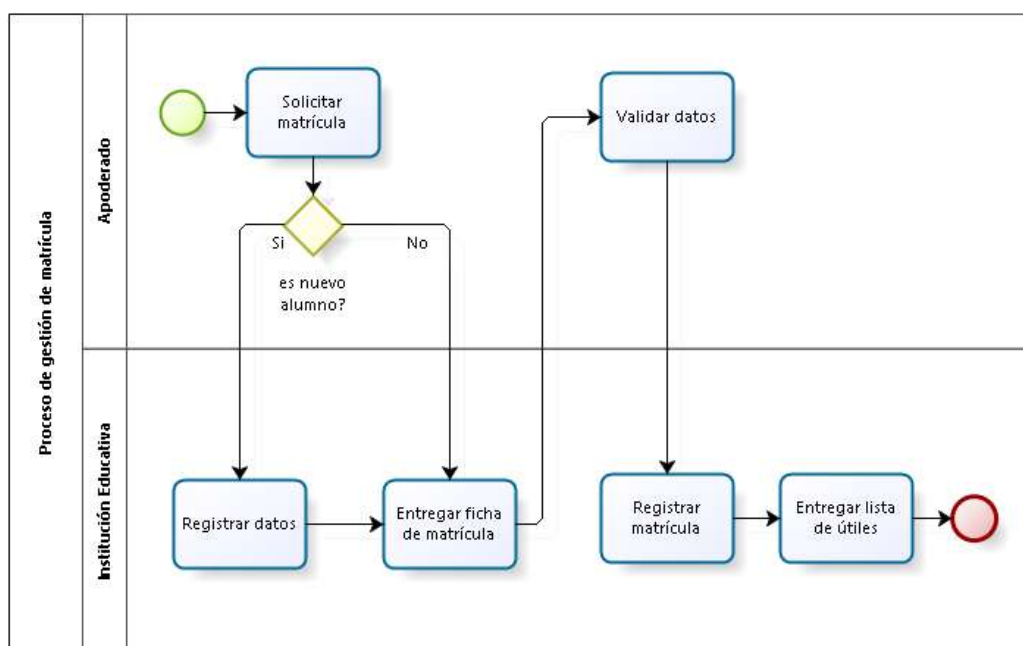 Proceso de gestión de matrícula
Apoderado
Solicitar
matrícula
Validar datos
Si
No
es nuevo
alumno?
Institución Educativa
Registrar datos
Entregar ficha
de matrícula
Registrar
matrícula
Entregar lista
de útiles